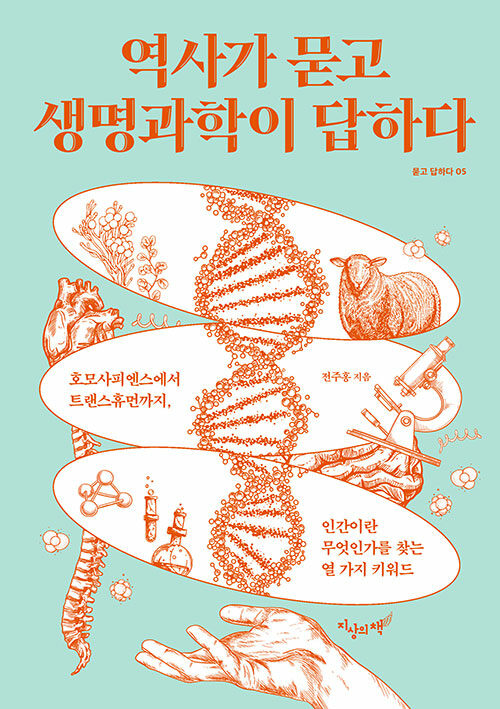 역사가 묻고
생명과학이 답하다
묻고 답하다 05
호모사피엔스에서
트랜스휴먼까지,
전주홍 지음
인간이란
무엇인가를 찾는
열 가지 키워드
지상의책